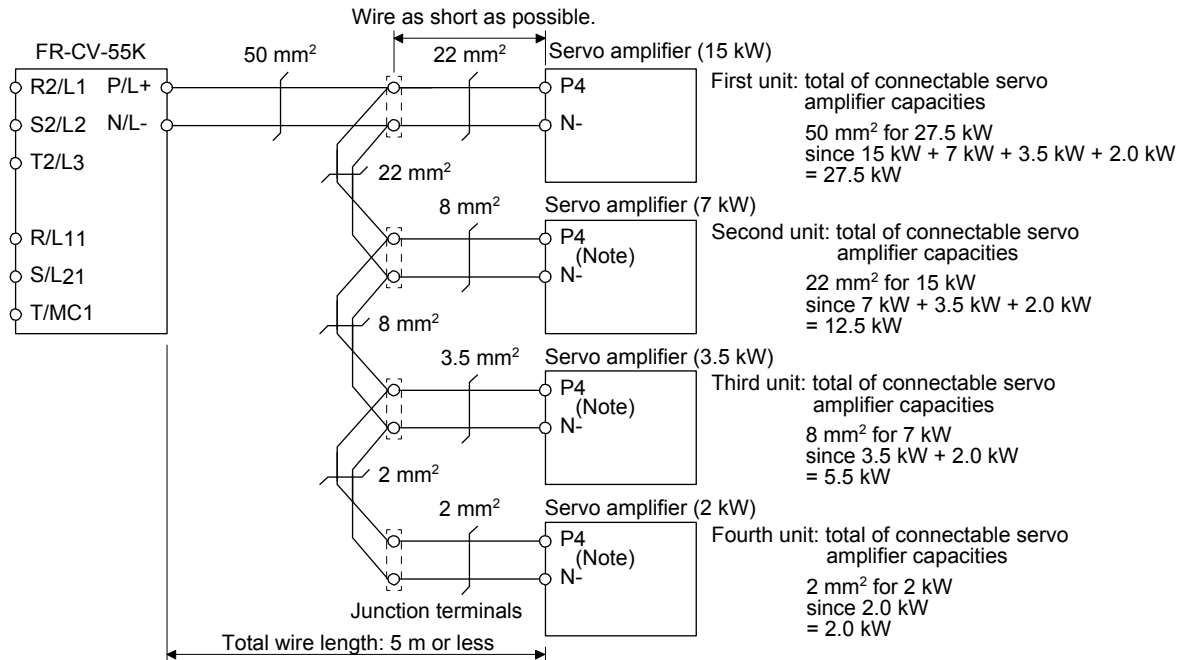 Wire as short as possible.
FR-CV-55K
50 mm²
22 mm²
Servo amplifier (15 kW)
R2/L1
P/L+
S2/L2
N/L-
T2/L3
R/L11
S/L21
T/MC1
P4
N-
First unit: total of connectable servo
amplifier capacities
50 mm² for 27.5 kW
since 15 kW + 7 kW + 3.5 kW + 2.0 kW
= 27.5 kW
22 mm²
8 mm²
Servo amplifier (7 kW)
P4
(Note)
N-
Second unit: total of connectable servo
amplifier capacities
22 mm² for 15 kW
since 7 kW + 3.5 kW + 2.0 kW
= 12.5 kW
8 mm²
3.5 mm²
Servo amplifier (3.5 kW)
P4
(Note)
N-
Third unit: total of connectable servo
amplifier capacities
8 mm² for 7 kW
since 3.5 kW + 2.0 kW
= 5.5 kW
2 mm²
2 mm²
Servo amplifier (2 kW)
P4
(Note)
N-
Fourth unit: total of connectable servo
amplifier capacities
2 mm² for 2 kW
since 2.0 kW
= 2.0 kW
Junction terminals
Total wire length: 5 m or less